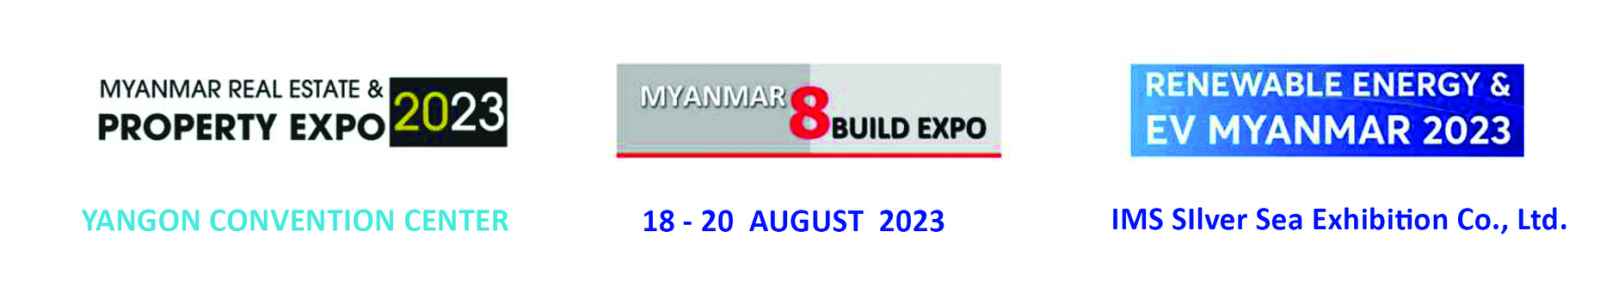 MYANMAR REAL ESTATE &
PROPERTY EXPO 2023
MYANMAR 8 BUILD EXPO
RENEWABLE ENERGY &
EV MYANMAR 2023
YANGON CONVENTION CENTER
18 - 20 AUGUST 2023
IMS SIlver Sea Exhibition Co., Ltd.